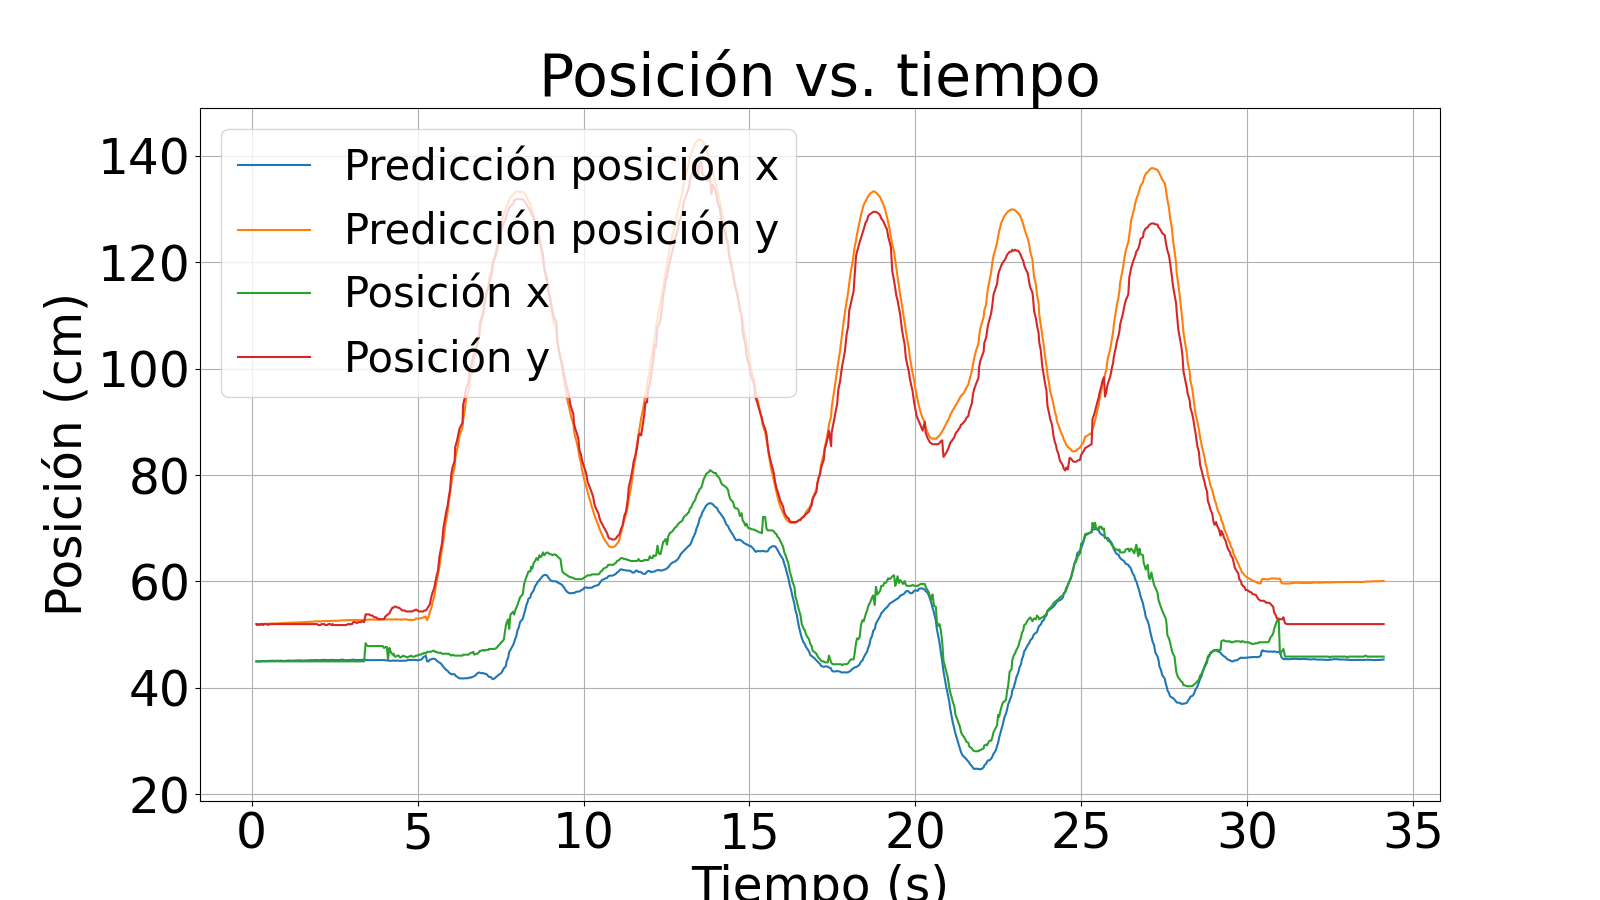 Posición vs. tiempo
Predicción posición x
Predicción posición y
Posición x
Posición y
Posición (cm)
140
120
100
80
60
40
20
0 5 10 15 20 25 30 35
Tiempo (s)